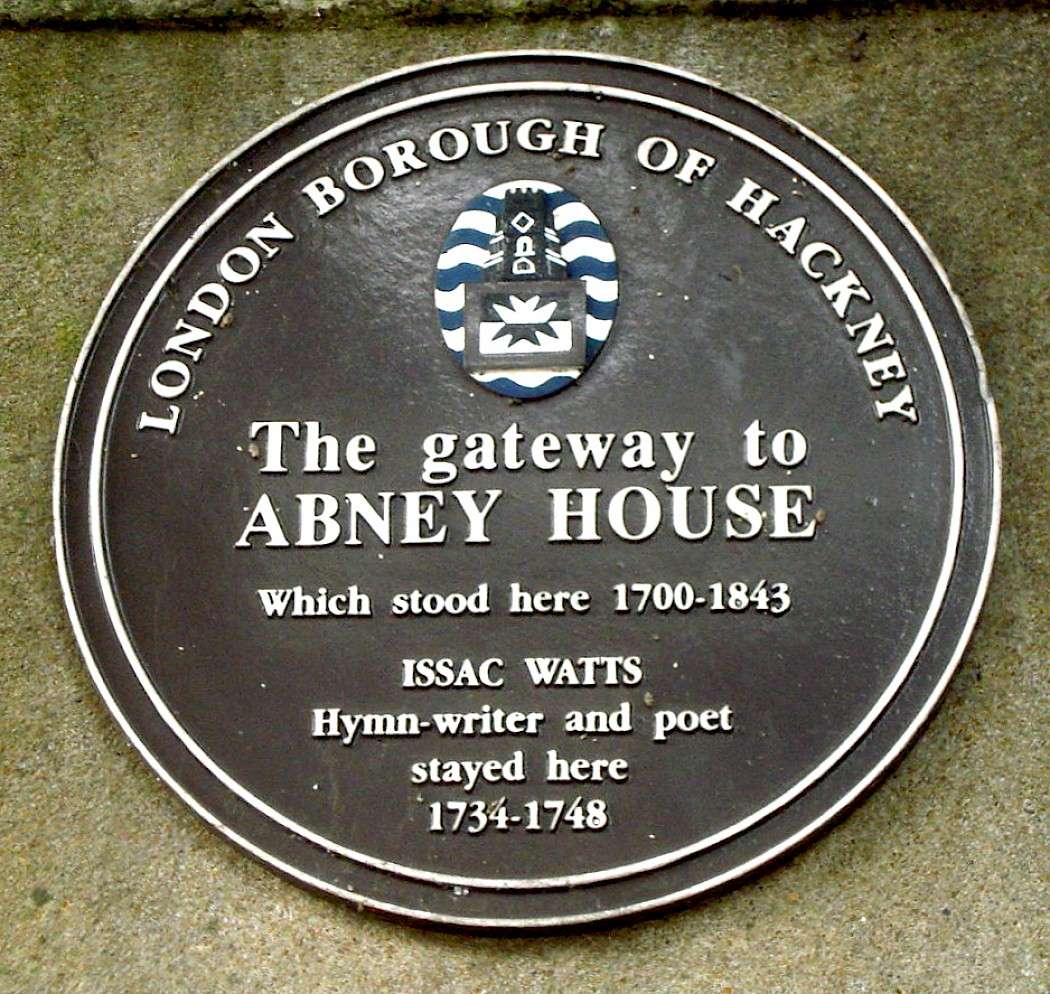 LONDON BOROUGH OF HACKNEY
The gateway to
ABNEY HOUSE
Which stood here 1700-1843
ISSAC WATTS
Hymn-writer and poet
stayed here
1734-1748